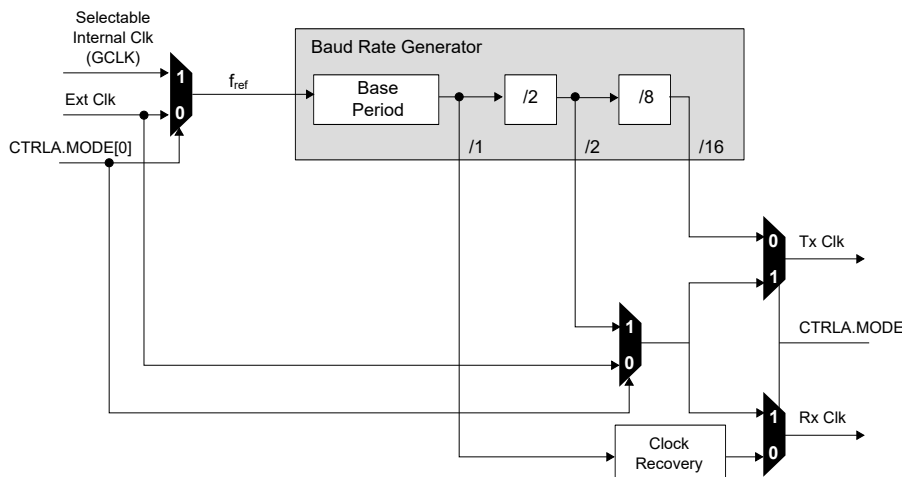 Selectable
Internal Clk
(GCLK)
Ext Clk
CTRLA.MODE[0]
1
0
fref
Baud Rate Generator
Base
Period
/2
/8
/1
/2
/16
0
1
Tx Clk
CTRLA.MODE
1
0
1
0
Rx Clk
Clock
Recovery